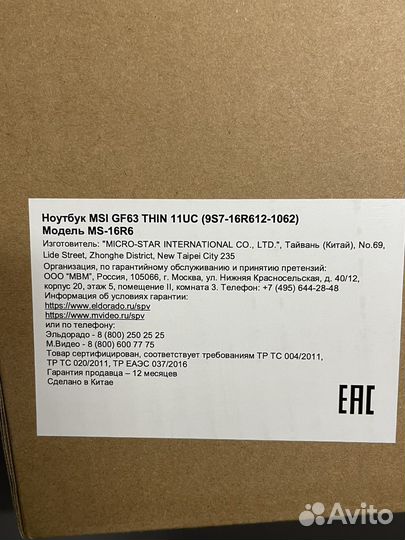 Ноутбук MSI GF63 THIN 11UC (9S7-16R612-1062)
Модель MS-16R6
Изготовитель: "MICRO-STAR INTERNATIONAL CO., LTD.", Тайвань (Китай), No.69,
Lide Street, Zhonghe District, New Taipei City 235
Организация, по гарантийному обслуживанию и принятию претензий:
ООО "МВМ", Россия, 105066, г. Москва, ул. Нижняя Красносельская, д. 40/12,
корпус 20, этаж 5, помещение II, комната 3. Телефон: +7 (495) 644-28-48
Информация об условиях гарантии:
https://www.eldorado.ru/spv
https://www.mvideo.ru/spv
или по телефону:
Эльдорадо - 8 (800) 250 25 25
М.Видео - 8 (800) 600 77 75
Товар сертифицирован, соответствует требованиям ТР ТС 004/2011,
ТР ТС 020/2011, ТР ЕАЭС 037/2016
Гарантия продавца – 12 месяцев
Сделано в Китае
EAC
Avito